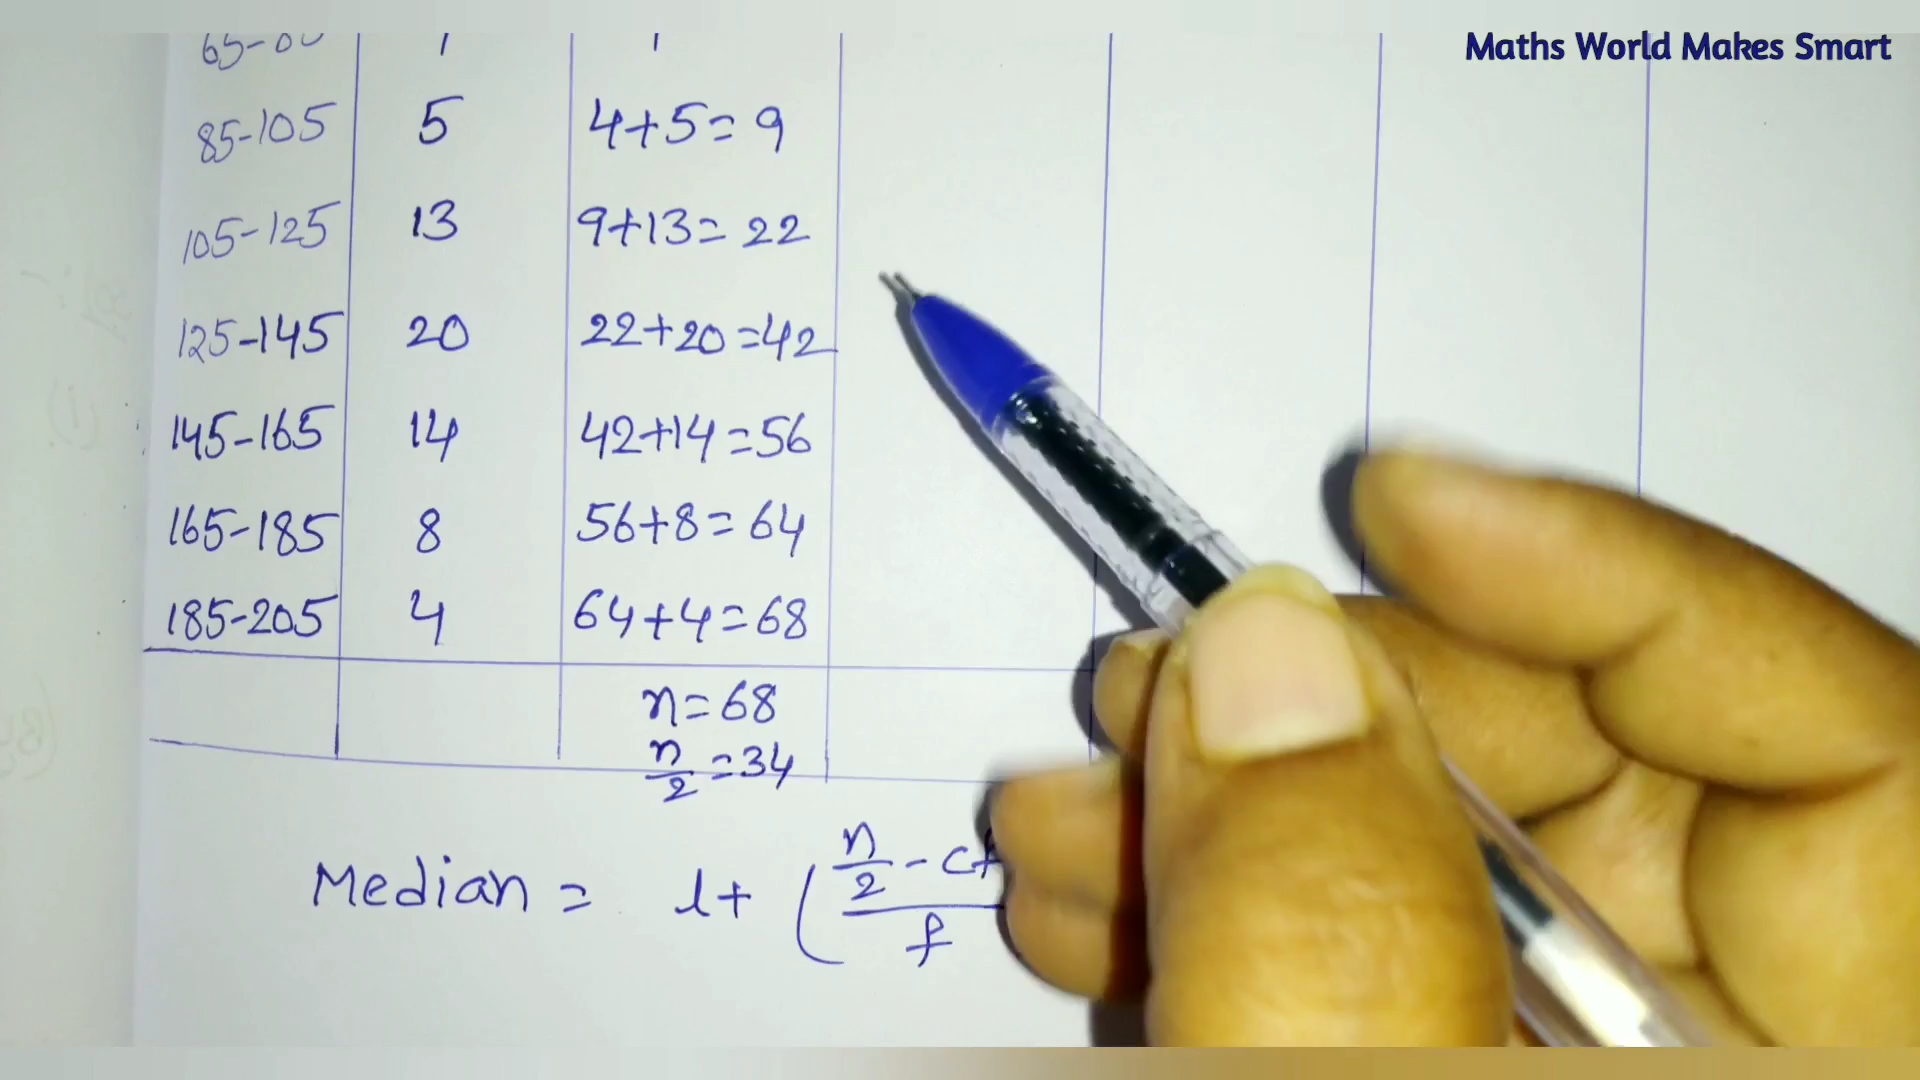 Maths World Makes Smart
85-105 5 4+5=9
105-125 13 9+13=22
125-145 20 22+20=42
145-165 14 42+14=56
165-185 8 56+8=64
185-205 4 64+4=68
n=68
n/2=34
Median = l+ (n/2-cf/f